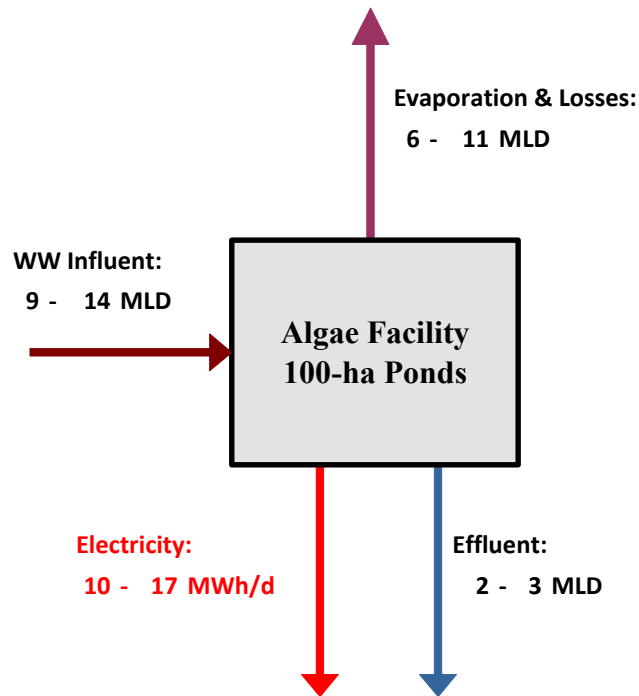 Evaporation & Losses:
6 - 11 MLD
WW Influent:
9 - 14 MLD
Algae Facility
100-ha Ponds
Electricity:
10 - 17 MWh/d
Effluent:
2 - 3 MLD